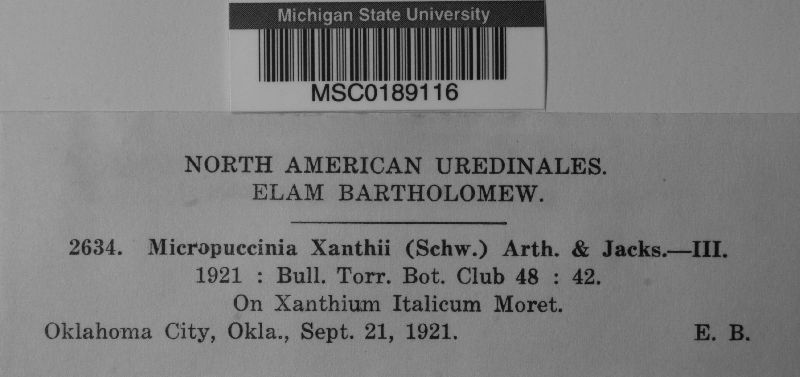 Michigan State University
MSC0189116
NORTH AMERICAN UREDINALES.
ELAM BARTHOLOMEW.
2634. Micropuccinia Xanthii (Schw.) Arth. & Jacks.—III.
1921 : Bull. Torr. Bot. Club 48 : 42.
On Xanthium Italicum Moret.
Oklahoma City, Okla., Sept. 21, 1921. E. B.